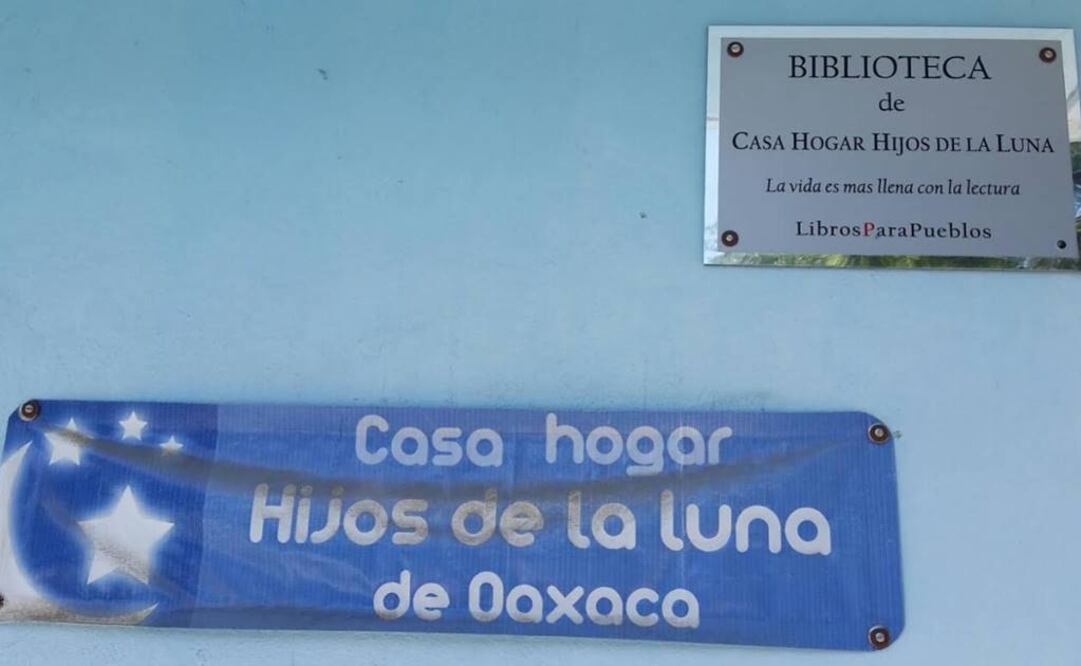 BIBLIOTECA
de
CASA HOGAR HIJOS DE LA LUNA
La vida es mas llena con la lectura
LibrosParaPueblos
Casa hogar
Hijos de la luna
de Oaxaca